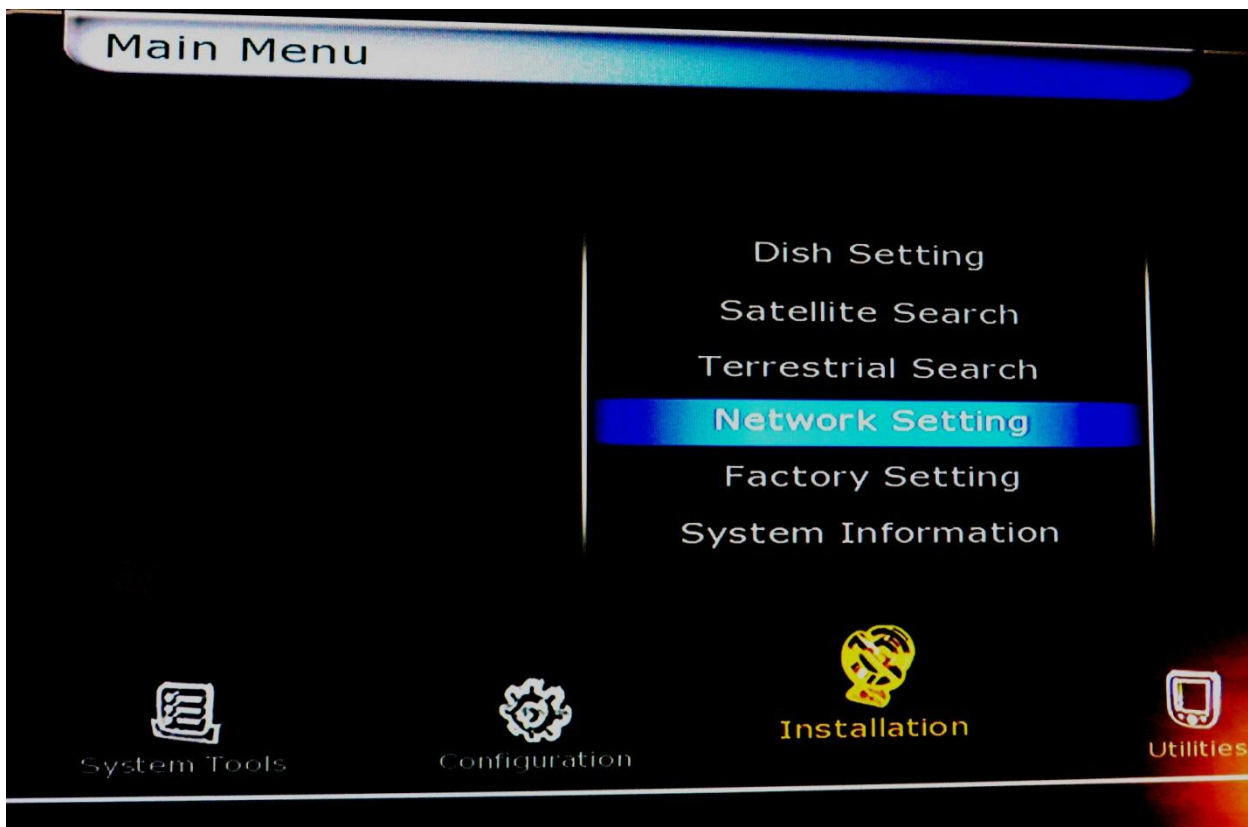 Main Menu
Dish Setting
Satellite Search
Terrestrial Search
Network Setting
Factory Setting
System Information
System Tools
Configuration
Installation
Utilities